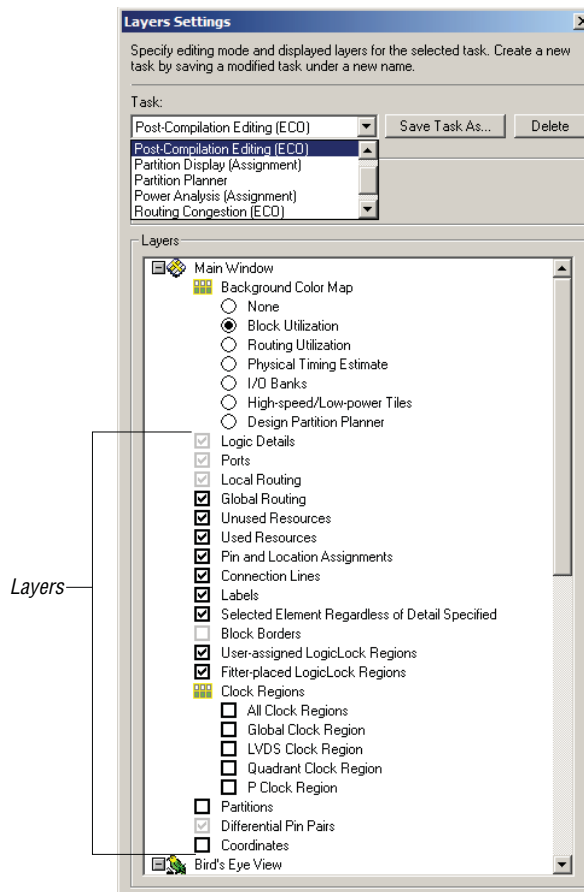 Layers Settings
Specify editing mode and displayed layers for the selected task. Create a new
task by saving a modified task under a new name.
Task:
Post-Compilation Editing (ECO)
Save Task As...
Delete
Post-Compilation Editing (ECO)
Partition Display (Assignment)
Partition Planner
Power Analysis (Assignment)
Routing Congestion (ECO)
Layers
Main Window
Background Color Map
None
Block Utilization
Routing Utilization
Physical Timing Estimate
I/O Banks
High-speed/Low-power Tiles
Design Partition Planner
Logic Details
Ports
Local Routing
Global Routing
Unused Resources
Used Resources
Pin and Location Assignments
Connection Lines
Layers
Labels
Selected Element Regardless of Detail Specified
Block Borders
User-assigned LogicLock Regions
Fitter-placed LogicLock Regions
Clock Regions
All Clock Regions
Global Clock Region
LVDS Clock Region
Quadrant Clock Region
P Clock Region
Partitions
Differential Pin Pairs
Coordinates
Bird's Eye View